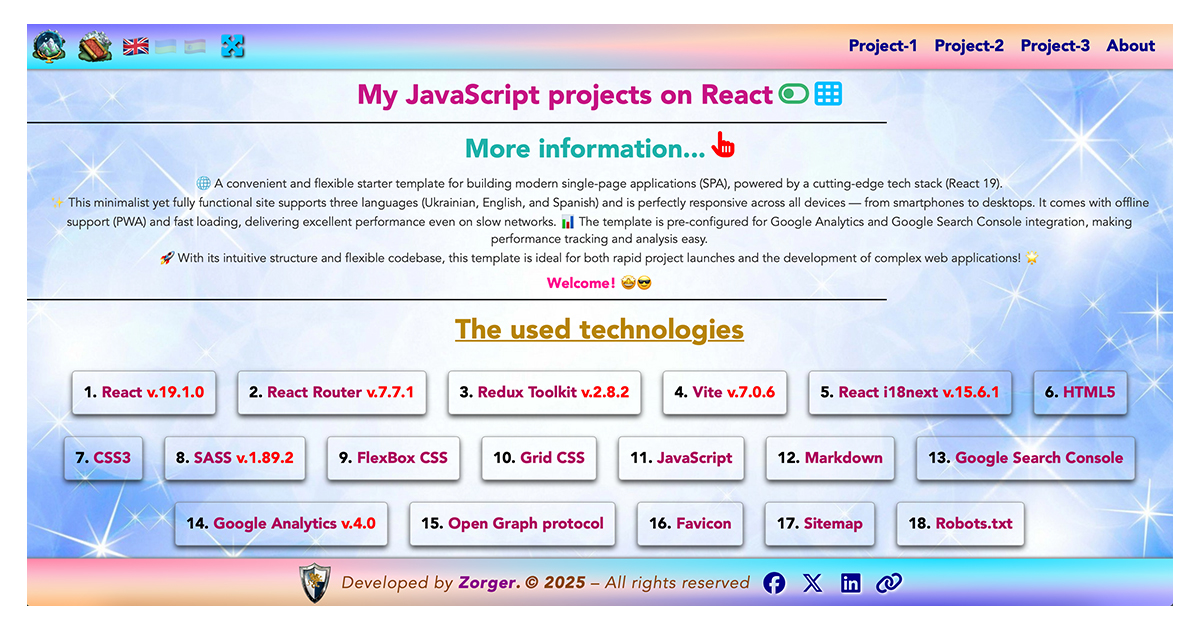 Project-1 Project-2 Project-3 About
My JavaScript projects on React
More information...
🌐 A convenient and flexible starter template for building modern single-page applications (SPA), powered by a cutting-edge tech stack (React 19).
✨ This minimalist yet fully functional site supports three languages (Ukrainian, English, and Spanish) and is perfectly responsive across all devices — from smartphones to desktops. It comes with offline
support (PWA) and fast loading, delivering excellent performance even on slow networks. 📊 The template is pre-configured for Google Analytics and Google Search Console integration, making
performance tracking and analysis easy.
🚀 With its intuitive structure and flexible codebase, this template is ideal for both rapid project launches and the development of complex web applications! 🌟
Welcome! 🤩😎
The used technologies
1. React v.19.1.0 2. React Router v.7.7.1 3. Redux Toolkit v.2.8.2 4. Vite v.7.0.6 5. React i18next v.15.6.1 6. HTML5
7. CSS3 8. SASS v.1.89.2 9. FlexBox CSS 10. Grid CSS 11. JavaScript 12. Markdown 13. Google Search Console
14. Google Analytics v.4.0 15. Open Graph protocol 16. Favicon 17. Sitemap 18. Robots.txt
Developed by Zorger. © 2025 – All rights reserved